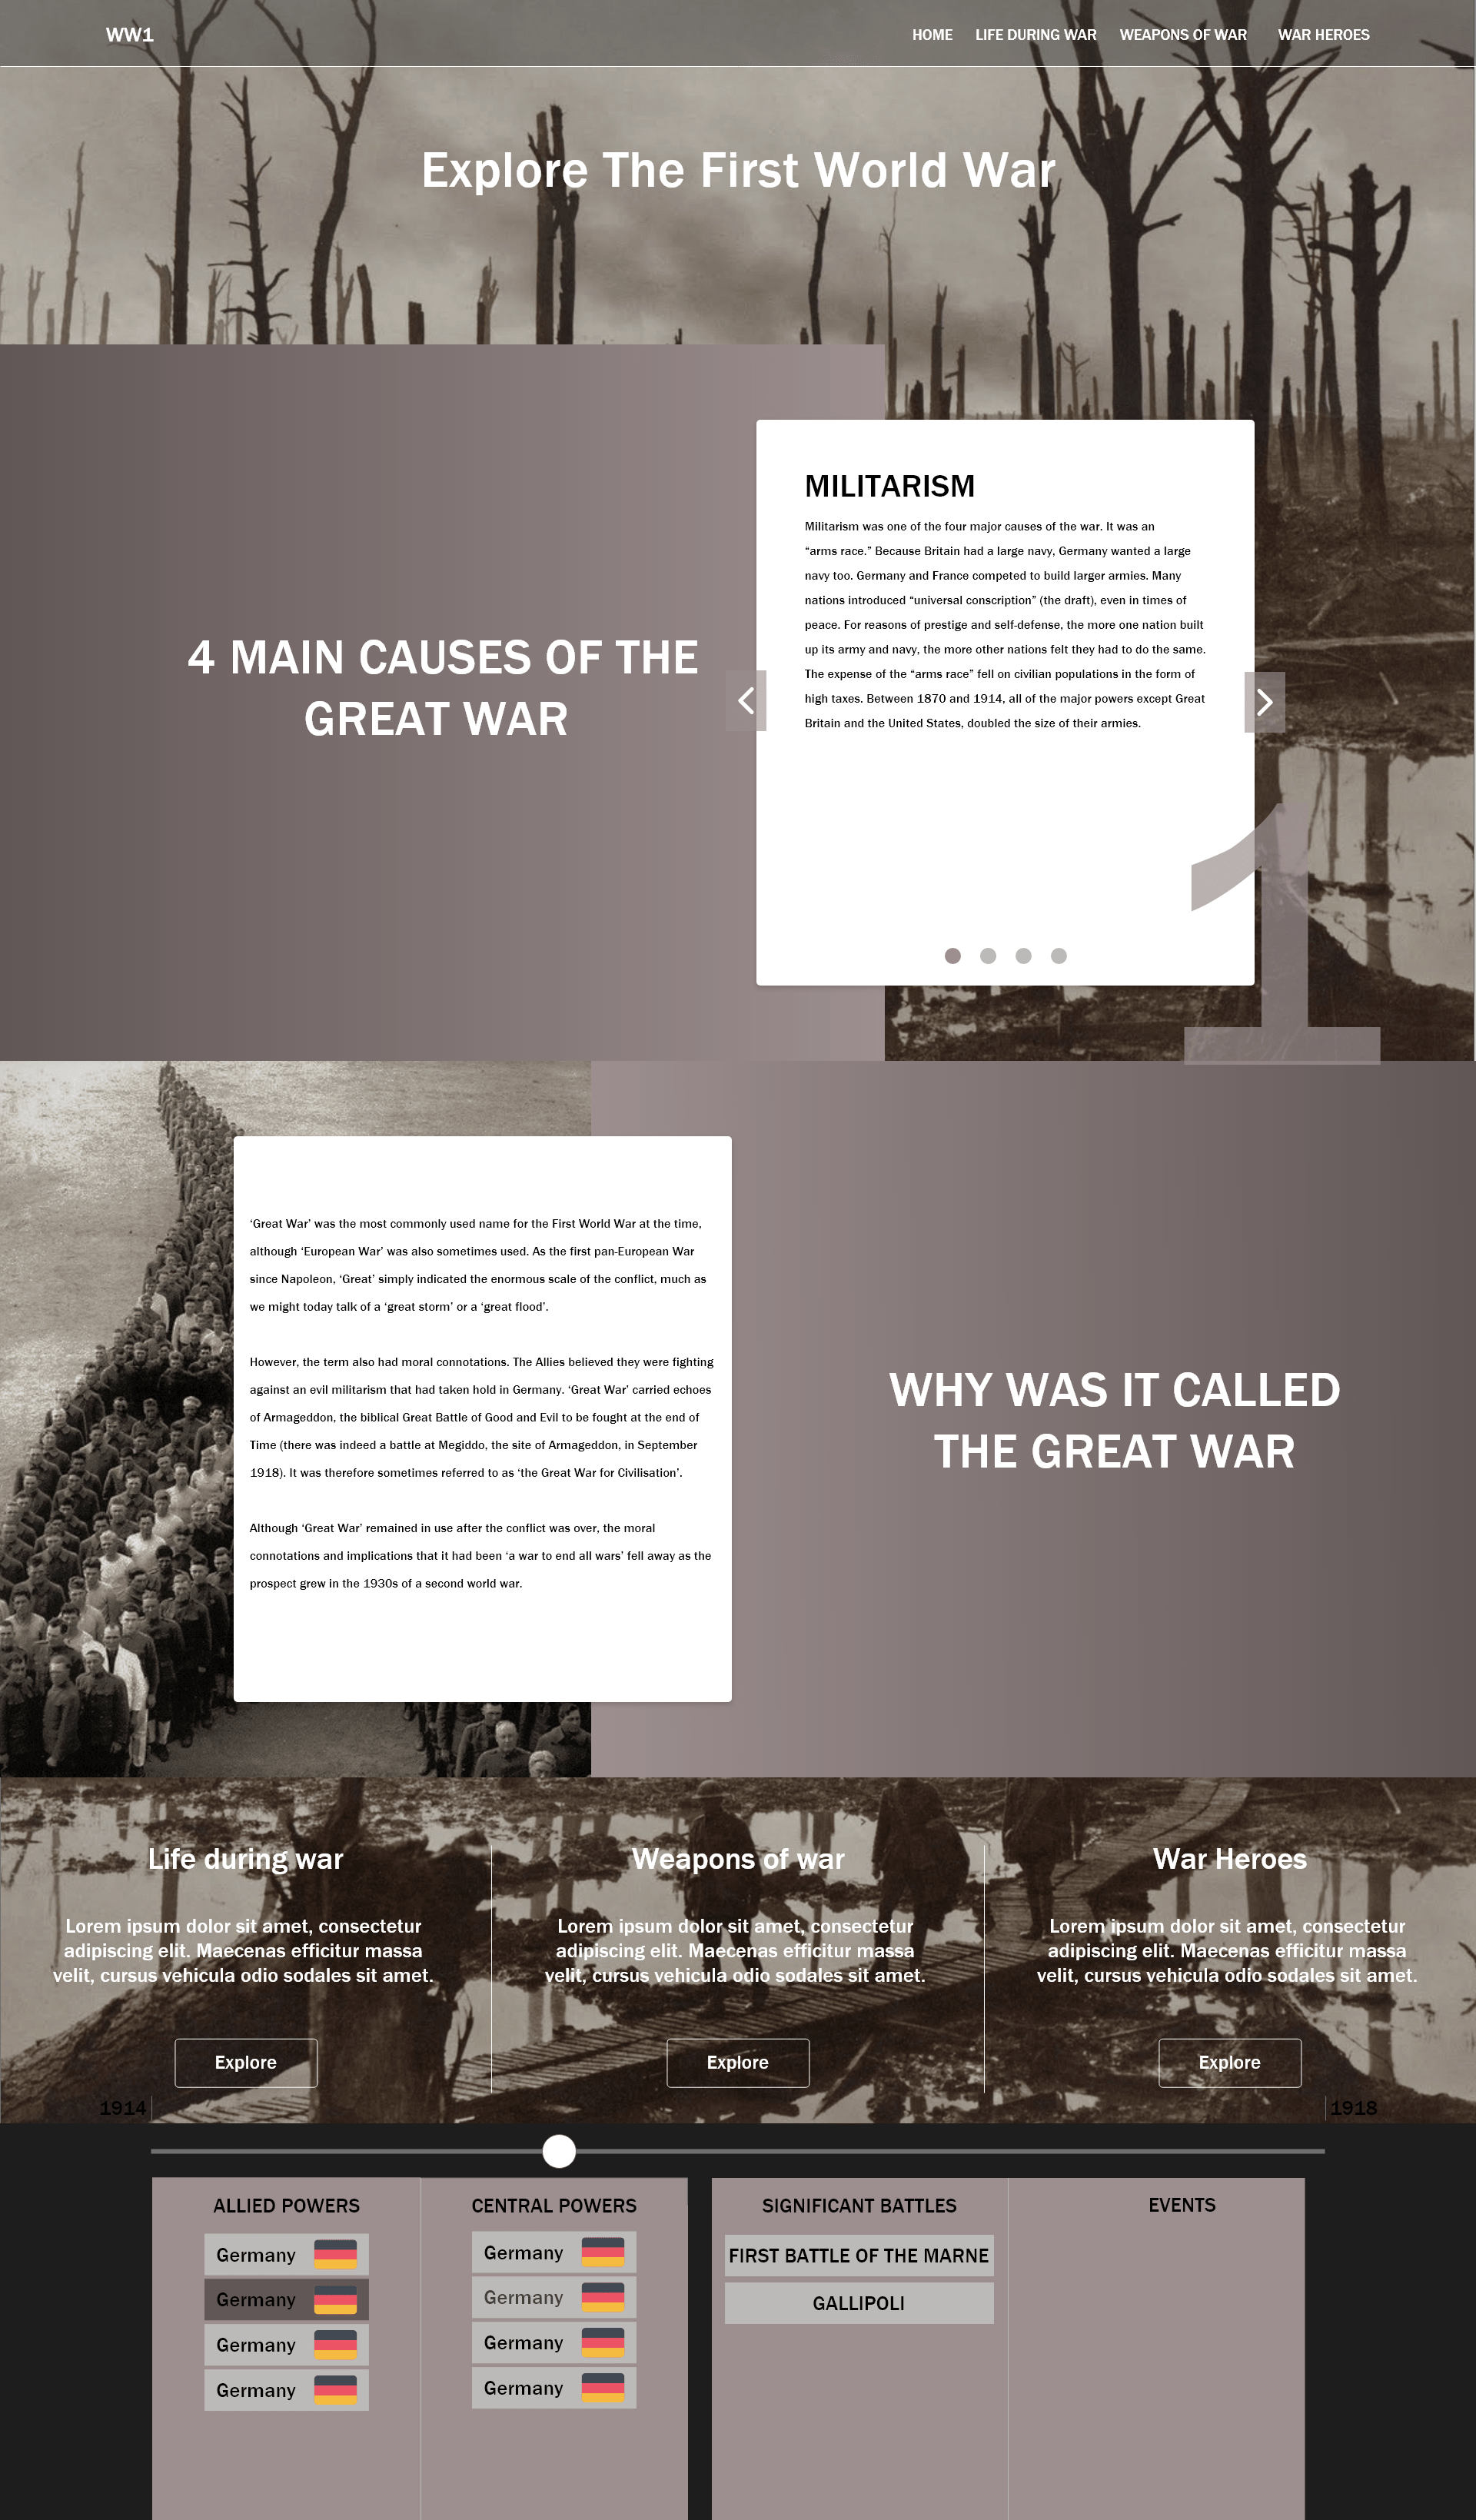 WW1
HOME LIFE DURING WAR WEAPONS OF WAR WAR HEROES
Explore The First World War
4 MAIN CAUSES OF THE
GREAT WAR
MILITARISM
Militarism was one of the four major causes of the war. It was an
“arms race.” Because Britain had a large navy, Germany wanted a large
navy too. Germany and France competed to build larger armies. Many
nations introduced “universal conscription” (the draft), even in times of
peace. For reasons of prestige and self-defense, the more one nation built
up its army and navy, the more other nations felt they had to do the same.
The expense of the “arms race” fell on civilian populations in the form of
high taxes. Between 1870 and 1914, all of the major powers except Great
Britain and the United States, doubled the size of their armies.
1
‘Great War’ was the most commonly used name for the First World War at the time,
although ‘European War’ was also sometimes used. As the first pan-European War
since Napoleon, ‘Great’ simply indicated the enormous scale of the conflict, much as
we might today talk of a ‘great storm’ or a ‘great flood’.
However, the term also had moral connotations. The Allies believed they were fighting
against an evil militarism that had taken hold in Germany. ‘Great War’ carried echoes
of Armageddon, the biblical Great Battle of Good and Evil to be fought at the end of
Time (there was indeed a battle at Megiddo, the site of Armageddon, in September
1918). It was therefore sometimes referred to as ‘the Great War for Civilisation’.
Although ‘Great War’ remained in use after the conflict was over, the moral
connotations and implications that it had been ‘a war to end all wars’ fell away as the
prospect grew in the 1930s of a second world war.
WHY WAS IT CALLED
THE GREAT WAR
Life during war
Lorem ipsum dolor sit amet, consectetur
adipiscing elit. Maecenas efficitur massa
velit, cursus vehicula odio sodales sit amet.
Explore
Weapons of war
Lorem ipsum dolor sit amet, consectetur
adipiscing elit. Maecenas efficitur massa
velit, cursus vehicula odio sodales sit amet.
Explore
War Heroes
Lorem ipsum dolor sit amet, consectetur
adipiscing elit. Maecenas efficitur massa
velit, cursus vehicula odio sodales sit amet.
Explore
1914
1918
ALLIED POWERS
Germany
Germany
Germany
Germany
CENTRAL POWERS
Germany
Germany
Germany
Germany
SIGNIFICANT BATTLES
FIRST BATTLE OF THE MARNE
GALLIPOLI
EVENTS